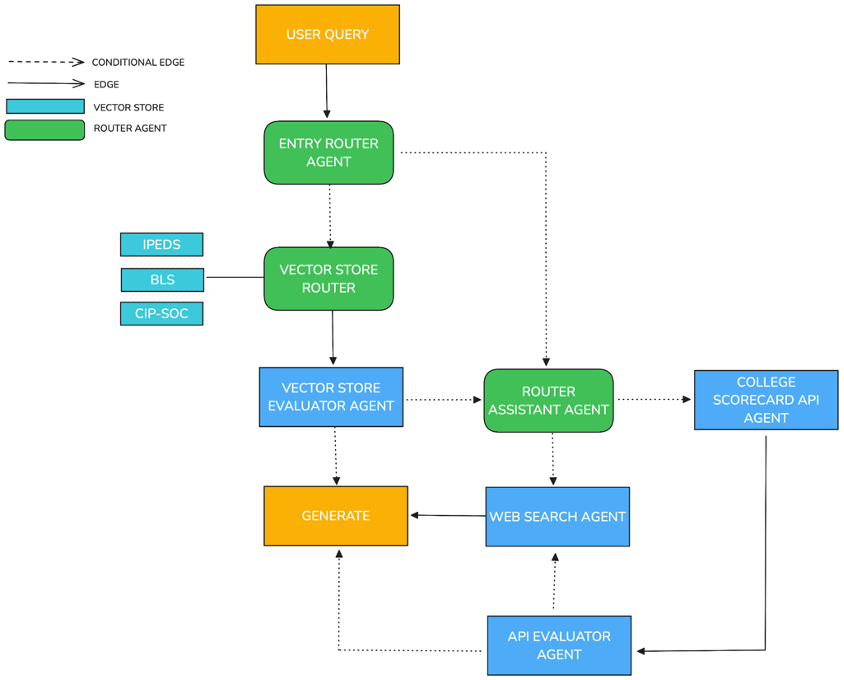 USER QUERY
CONDITIONAL EDGE
EDGE
VECTOR STORE
ROUTER AGENT
ENTRY ROUTER
AGENT
IPEDS
BLS
CIP-SOC
VECTOR STORE
ROUTER
VECTOR STORE
EVALUATOR AGENT
ROUTER
ASSISTANT AGENT
COLLEGE
SCORECARD API
AGENT
GENERATE
WEB SEARCH AGENT
API EVALUATOR
AGENT